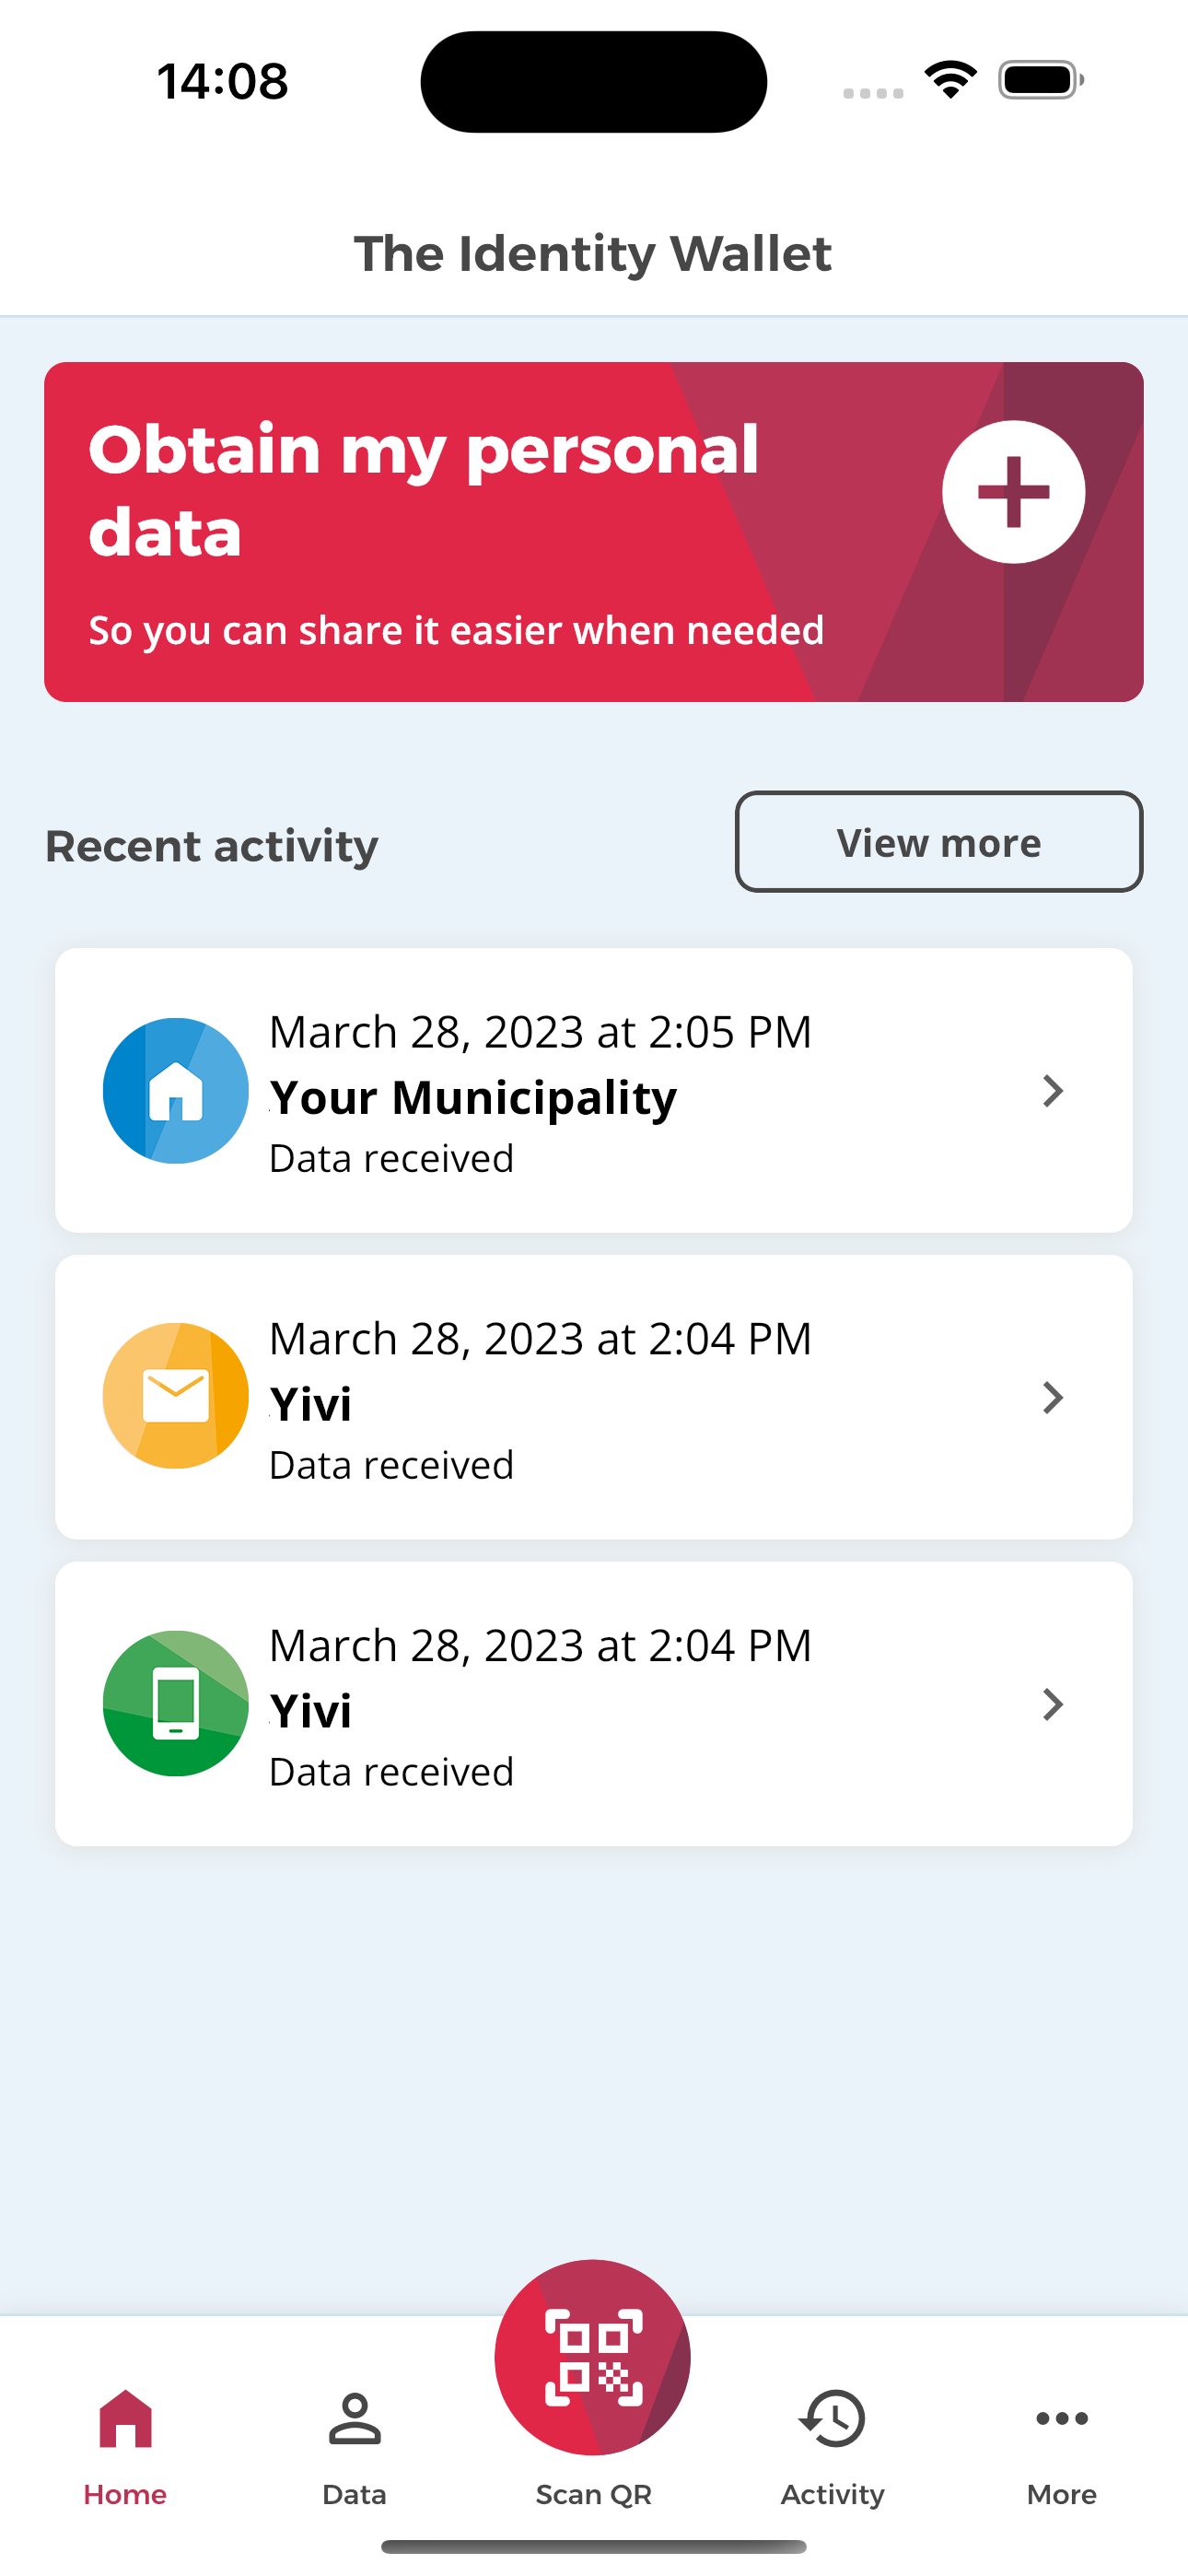 14:08
The Identity Wallet
Obtain my personal
data
So you can share it easier when needed
Recent activity
View more
March 28, 2023 at 2:05 PM
Your Municipality
Data received
March 28, 2023 at 2:04 PM
Yivi
Data received
March 28, 2023 at 2:04 PM
Yivi
Data received
Home
Data
Scan QR
Activity
More